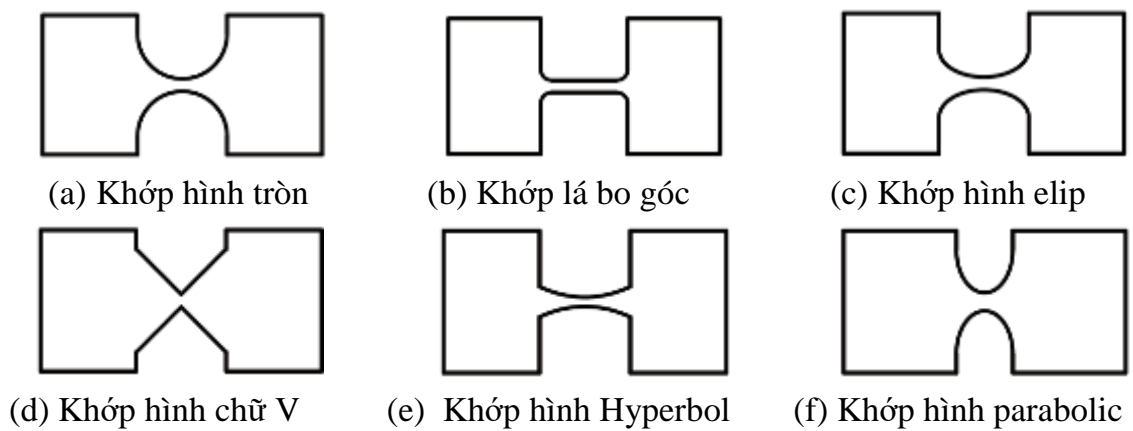 (a) Khớp hình tròn
(b) Khớp lá bo góc
(c) Khớp hình elip
(d) Khớp hình chữ V
(e) Khớp hình Hyperbol
(f) Khớp hình parabolic